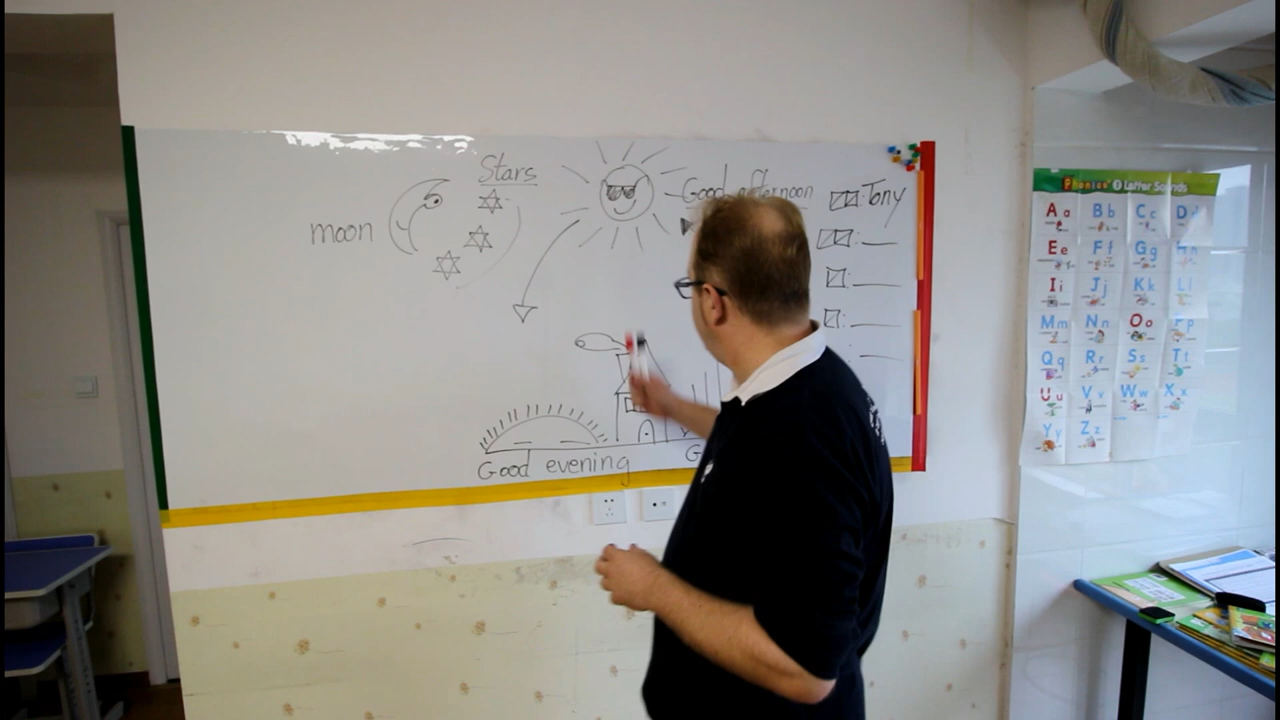 Stars
Good afternoon
Tony
moon
Good evening
G
Phonics 2 Letter Sounds
Aa Bb Cc Dd
Ee Ff Gg Hh
Ii Jj Kk Ll
Mm Nn Oo Pp
Qq Rr Ss Tt
Uu Vv Ww Xx
Yy Zz